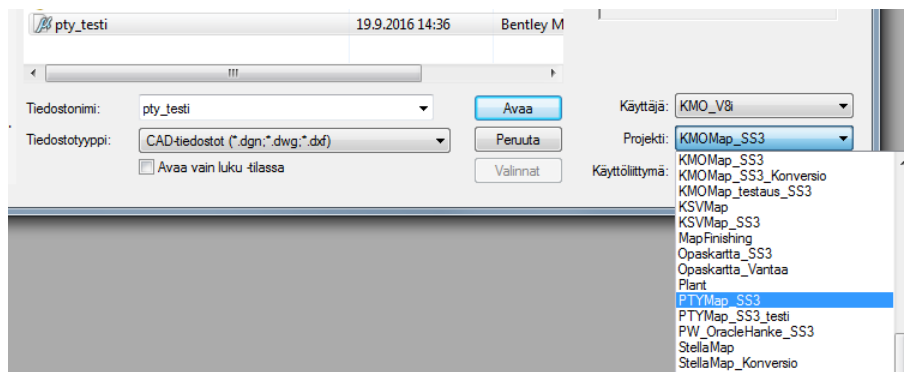 pty_testi 19.9.2016 14:36 Bentley M
Tiedostonimi: pty_testi Avaa Käyttäjä: KMO_V8i
Tiedostotyyppi: CAD-tiedostot (*.dgn;*.dwg;*.dxf) Peruuta Projekti: KMOMap_SS3
Avaa vain luku -tilassa Valinnat Käyttöliittymä:
KMOMap_SS3
KMOMap_SS3_Konversio
KMOMap_testaus_SS3
KSVMap
KSVMap_SS3
MapFinishing
Opaskartta_SS3
Opaskartta_Vantaa
Plant
PTYMap_SS3
PTYMap_SS3_testi
PW_OracleHanke_SS3
StellaMap
StellaMap_Konversio